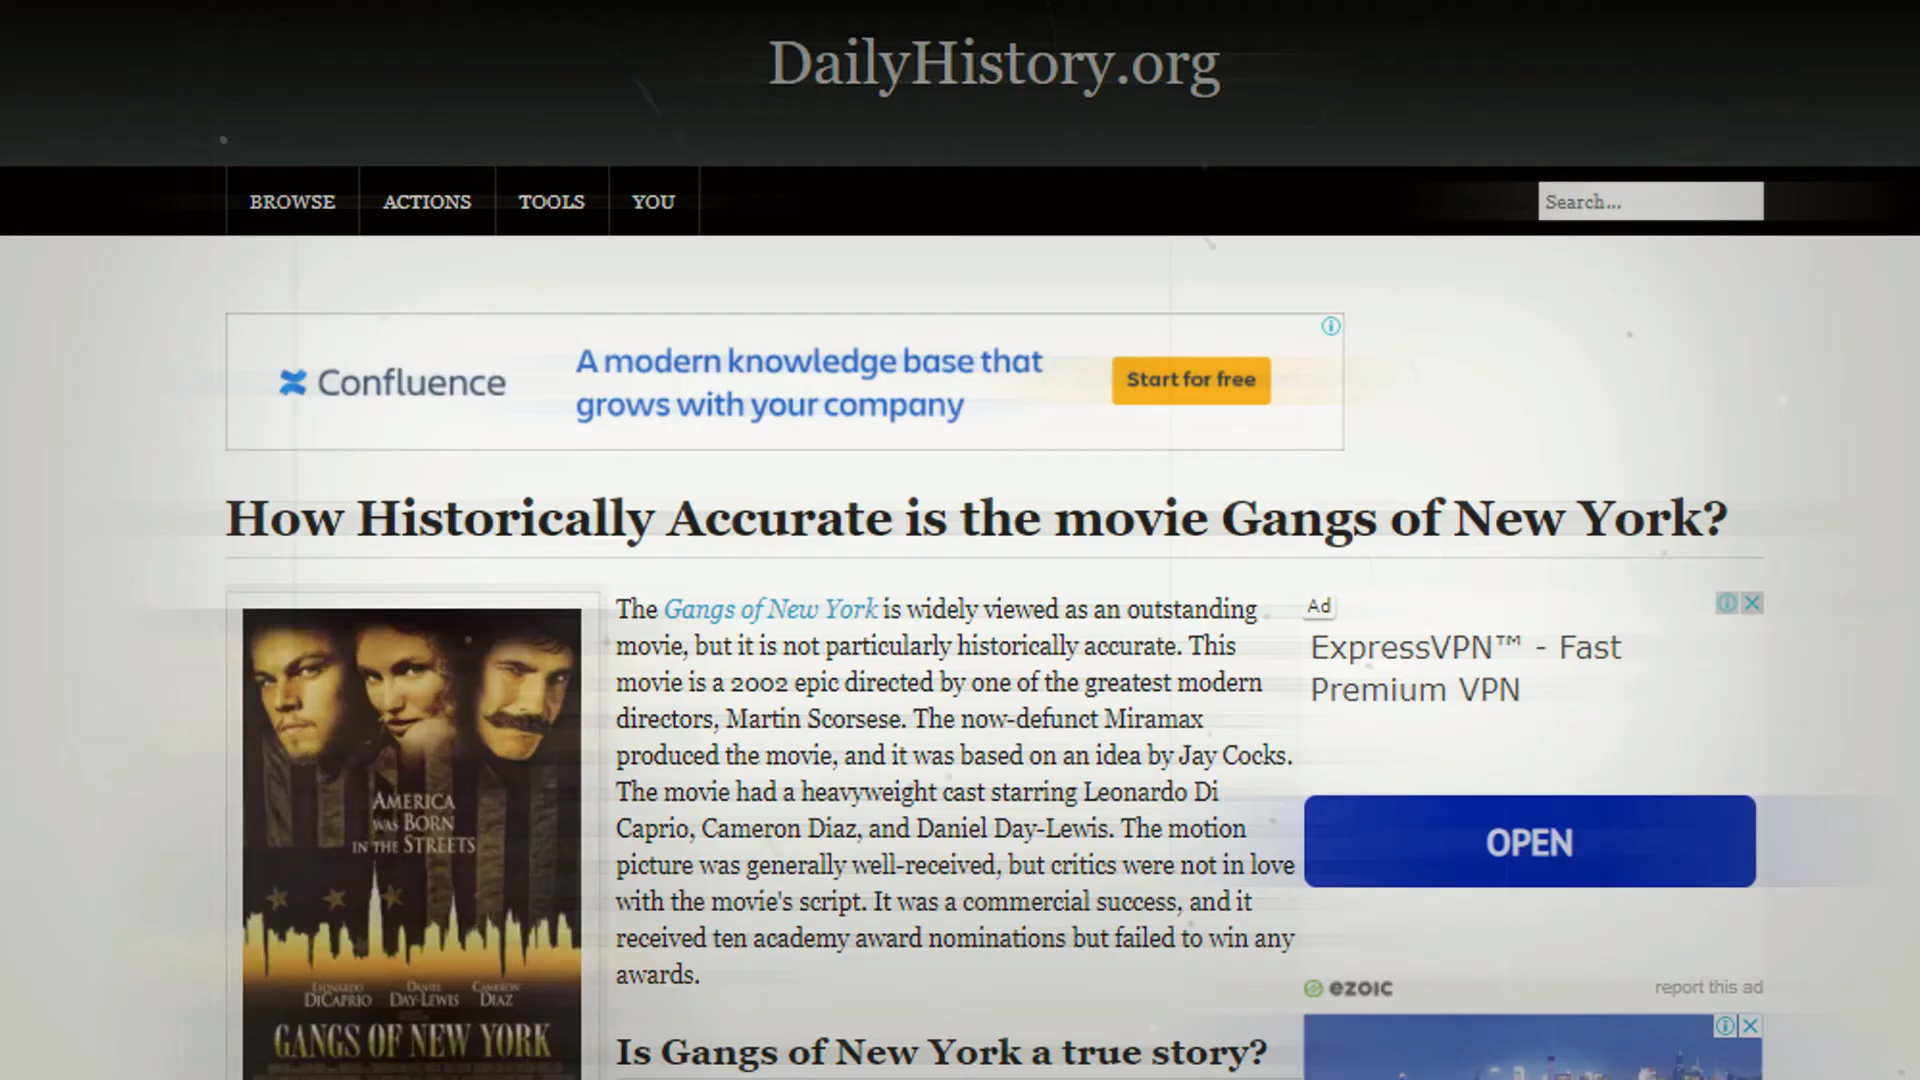 DailyHistory.org
BROWSE ACTIONS TOOLS YOU Search...
Confluence
A modern knowledge base that
grows with your company
Start for free
How Historically Accurate is the movie Gangs of New York?
AMERICA
WAS BORN
IN THE STREETS
LEONARDO DICAPRIO
DANIEL DAY-LEWIS
CAMERON DIAZ
GANGS OF NEW YORK
The Gangs of New York is widely viewed as an outstanding
movie, but it is not particularly historically accurate. This
movie is a 2002 epic directed by one of the greatest modern
directors, Martin Scorsese. The now-defunct Miramax
produced the movie, and it was based on an idea by Jay Cocks.
The movie had a heavyweight cast starring Leonardo Di
Caprio, Cameron Diaz, and Daniel Day-Lewis. The motion
picture was generally well-received, but critics were not in love
with the movie's script. It was a commercial success, and it
received ten academy award nominations but failed to win any
awards.
Is Gangs of New York a true story?
Ad
ExpressVPN™ - Fast
Premium VPN
OPEN
ezoic report this ad